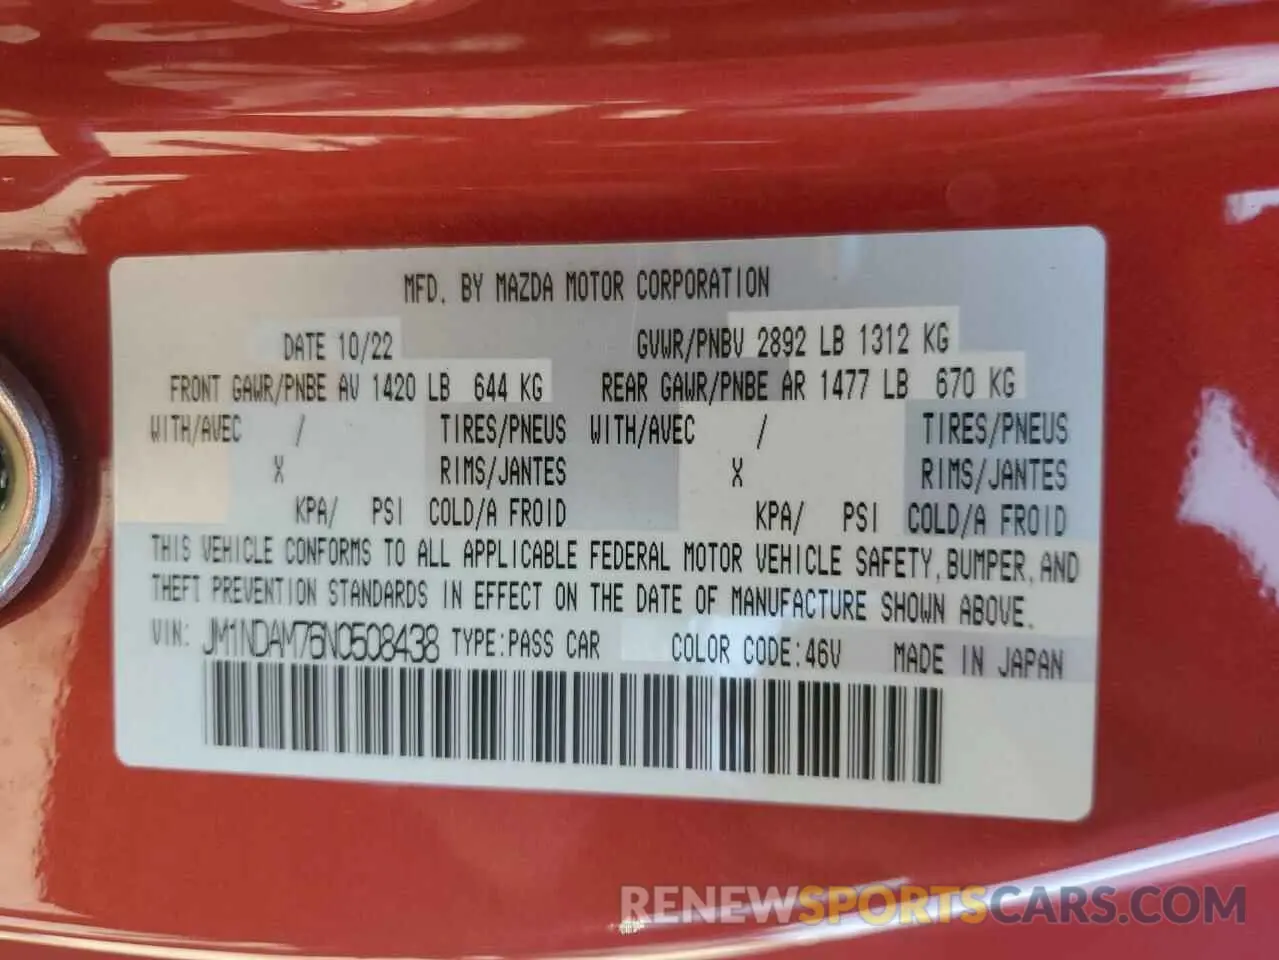 MFD. BY MAZDA MOTOR CORPORATION
DATE 10/22 GVWR/PNBV 2892 LB 1312 KG
FRONT GAWR/PNBE AV 1420 LB 644 KG REAR GAWR/PNBE AR 1477 LB 670 KG
WITH/AVEC / TIRES/PNEUS WITH/AVEC / TIRES/PNEUS
X RIMS/JANTES X RIMS/JANTES
KPA/ PSI COLD/A FROID KPA/ PSI COLD/A FROID
THIS VEHICLE CONFORMS TO ALL APPLICABLE FEDERAL MOTOR VEHICLE SAFETY, BUMPER, AND
THEFT PREVENTION STANDARDS IN EFFECT ON THE DATE OF MANUFACTURE SHOWN ABOVE.
VIN: JM1NDAM76N0508438 TYPE:PASS CAR COLOR CODE:46V MADE IN JAPAN
RENEWSPORTSCARS.COM